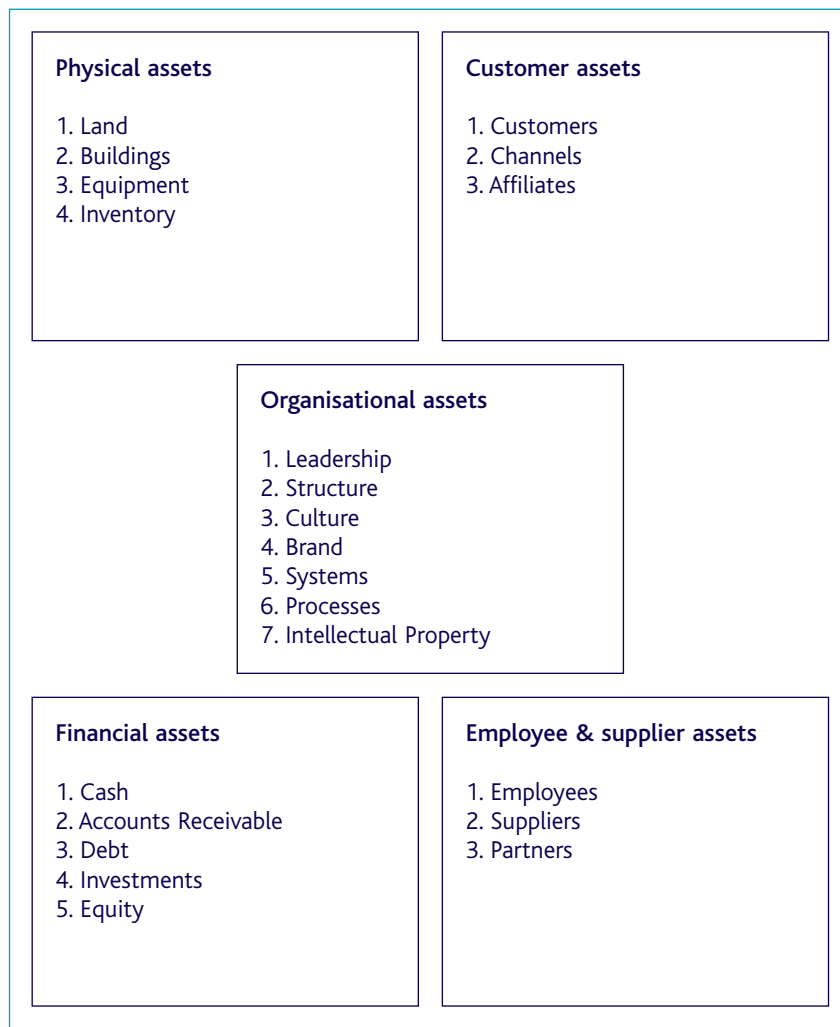 Physical assets
1. Land
2. Buildings
3. Equipment
4. Inventory
Customer assets
1. Customers
2. Channels
3. Affiliates
Organisational assets
1. Leadership
2. Structure
3. Culture
4. Brand
5. Systems
6. Processes
7. Intellectual Property
Financial assets
1. Cash
2. Accounts Receivable
3. Debt
4. Investments
5. Equity
Employee & supplier assets
1. Employees
2. Suppliers
3. Partners